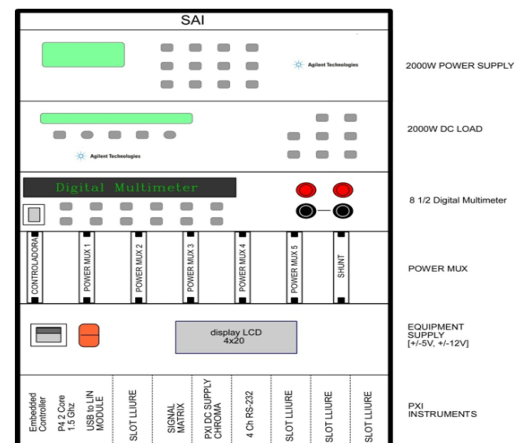 SAI
Agilent Technologies
2000W POWER SUPPLY
Agilent Technologies
2000W DC LOAD
Digital Multimeter
8 1/2 Digital Multimeter
CONTROLADORA
POWER MUX 1
POWER MUX 2
POWER MUX 3
POWER MUX 4
POWER MUX 5
SHUNT
POWER MUX
display LCD
4x20
EQUIPMENT
SUPPLY
[+/-5V, +/-12V]
Embedded
Controller
P4 2 Core
1.5 Ghz
USB to LIN
MODULE
SLOT LLIURE
SIGNAL
MATRIX
PXI DC SUPPLY
CHROMA
4 Ch RS-232
SLOT LLIURE
SLOT LLIURE
SLOT LLIURE
PXI
INSTRUMENTS